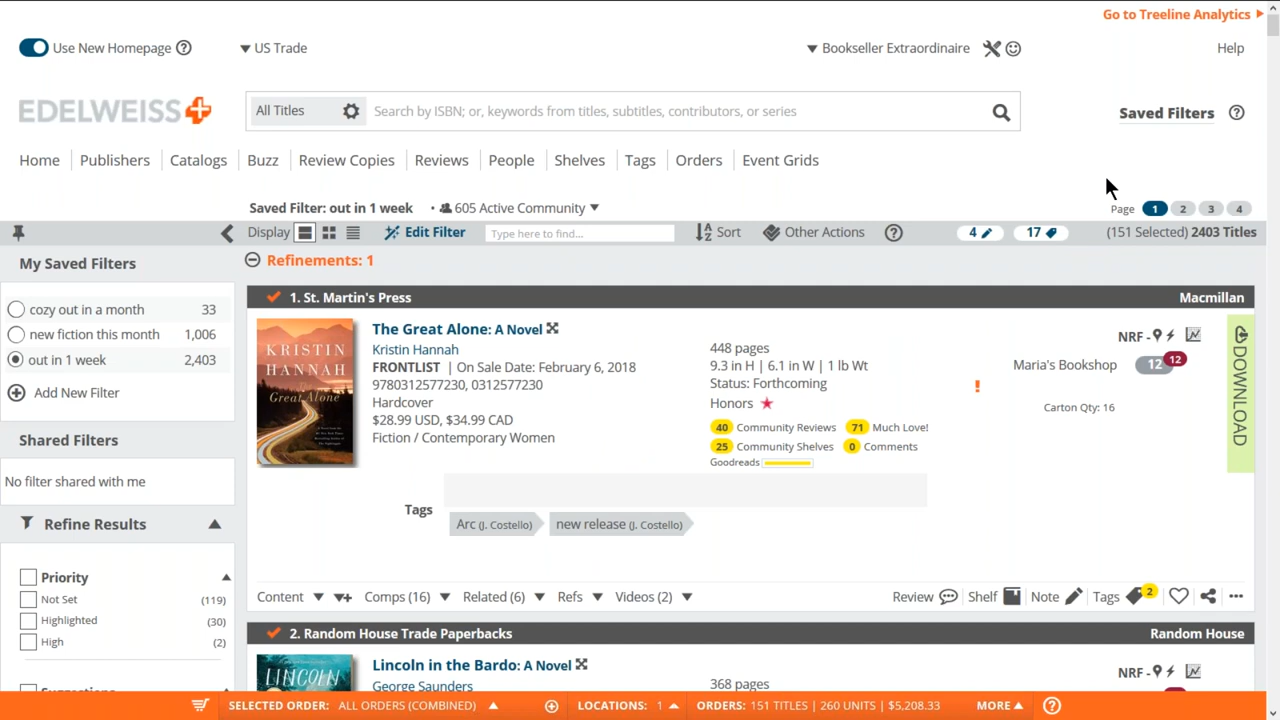 Go to Treeline Analytics
Use New Homepage
US Trade
Bookseller Extraordinaire
Help
EDELWEISS
All Titles
Search by ISBN; or, keywords from titles, subtitles, contributors, or series
Saved Filters
Home
Publishers
Catalogs
Buzz
Review Copies
Reviews
People
Shelves
Tags
Orders
Event Grids
Saved Filter: out in 1 week • 605 Active Community
Page 1 2 3 4
Display
Edit Filter
Type here to find...
Sort
Other Actions
4
17
(151 Selected) 2403 Titles
My Saved Filters
cozy out in a month 33
new fiction this month 1,006
out in 1 week 2,403
Add New Filter
Shared Filters
No filter shared with me
Refine Results
Priority
Not Set (119)
Highlighted (30)
High (2)
Refinements: 1
1. St. Martin's Press
Macmillan
KRISTIN
HANNAH
The
Great Alone
The Great Alone: A Novel
Kristin Hannah
FRONTLIST | On Sale Date: February 6, 2018
9780312577230, 0312577230
Hardcover
$28.99 USD, $34.99 CAD
Fiction / Contemporary Women
448 pages
9.3 in H | 6.1 in W | 1 lb Wt
Status: Forthcoming
Honors
40 Community Reviews 71 Much Love!
25 Community Shelves 0 Comments
Goodreads
NRF -
Maria's Bookshop 12 12
!
Carton Qty: 16
DOWNLOAD
Tags
Arc (J. Costello)
new release (J. Costello)
Content
Comps (16)
Related (6)
Refs
Videos (2)
Review
Shelf
Note
Tags 2
2. Random House Trade Paperbacks
Random House
LINCOLN
Lincoln in the Bardo: A Novel
George Saunders
368 pages
NRF -
SELECTED ORDER: ALL ORDERS (COMBINED)
LOCATIONS: 1
ORDERS: 151 TITLES | 260 UNITS | $5,208.33
MORE